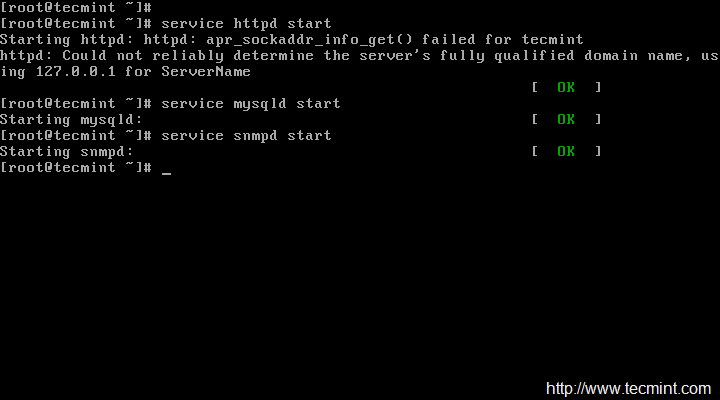 [root@tecmint ~]#
[root@tecmint ~]# service httpd start
Starting httpd: httpd: apr_sockaddr_info_get() failed for tecmint
httpd: Could not reliably determine the server's fully qualified domain name, us
ing 127.0.0.1 for ServerName
[  OK  ]
[root@tecmint ~]# service mysqld start
Starting mysqld: [  OK  ]
[root@tecmint ~]# service snmpd start
Starting snmpd: [  OK  ]
[root@tecmint ~]# _
http://www.tecmint.com